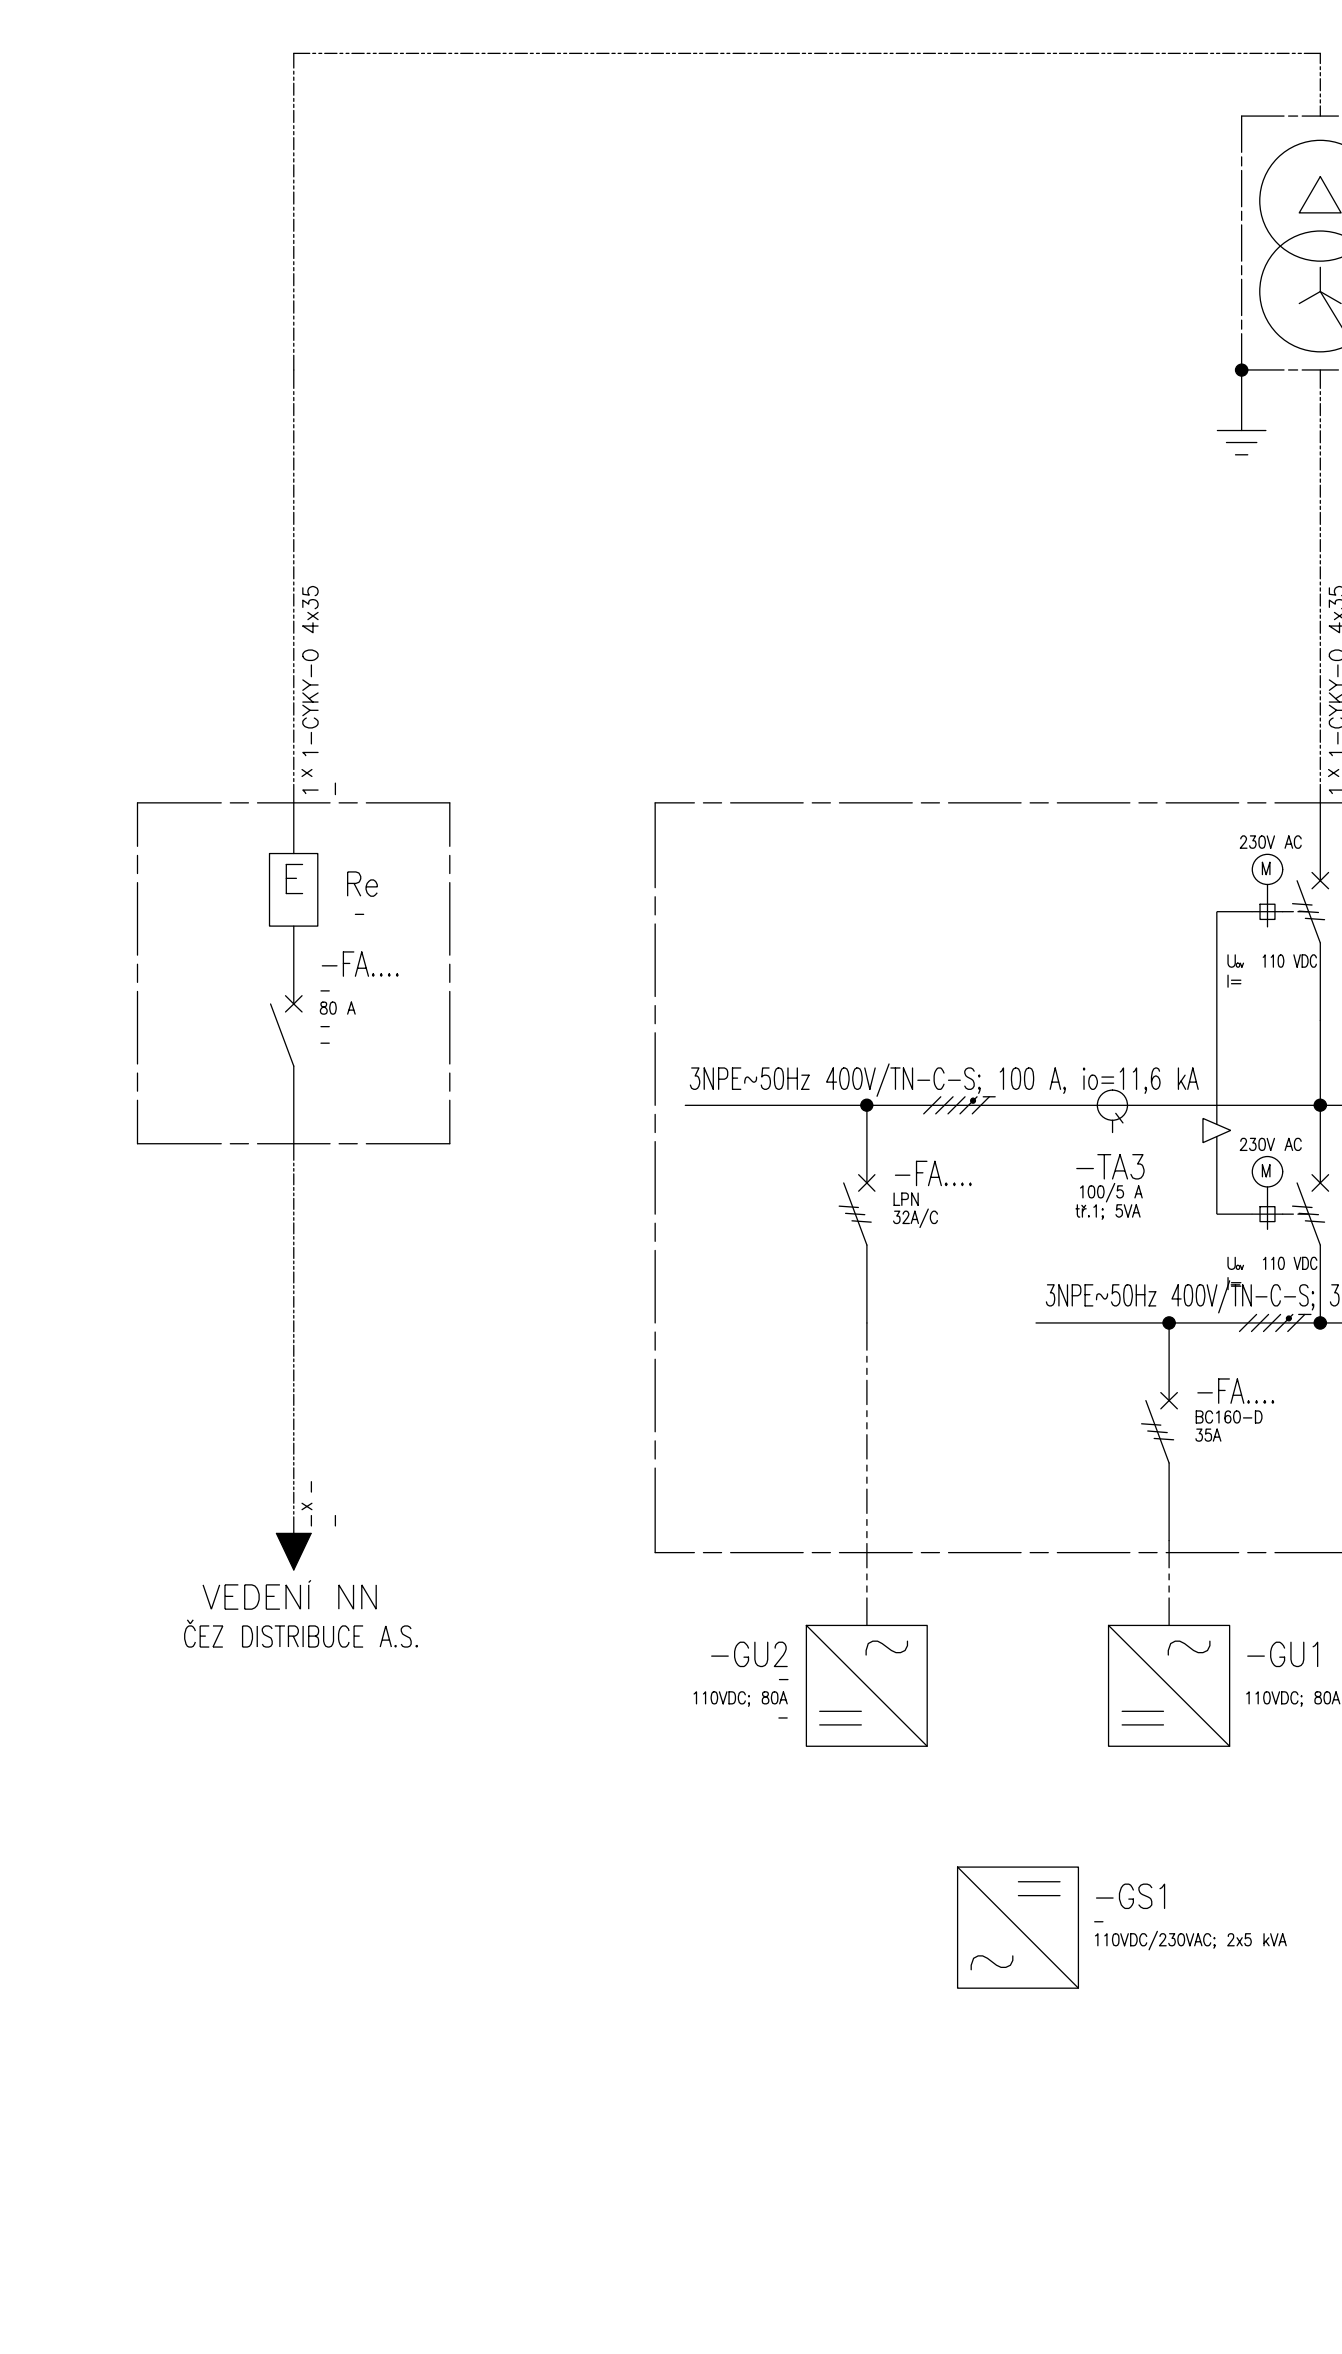 1 x 1-CYKY-O 4x35
1 x 1-CYKY-O 4x35
E
Re
-FA....
80 A
230V AC
M
Uov 110 VDC
I=
3NPE~50Hz 400V/TN-C-S; 100 A, io=11,6 kA
-FA....
LPN
32A/C
-TA3
100/5 A
tř.1; 5VA
230V AC
M
Uov 110 VDC
I=
3NPE~50Hz 400V/TN-C-S; 3
-FA....
BC160-D
35A
- x -
VEDENÍ NN
ČEZ DISTRIBUCE A.S.
-GU2
110VDC; 80A
-GU1
110VDC; 80A
-GS1
110VDC/230VAC; 2x5 kVA